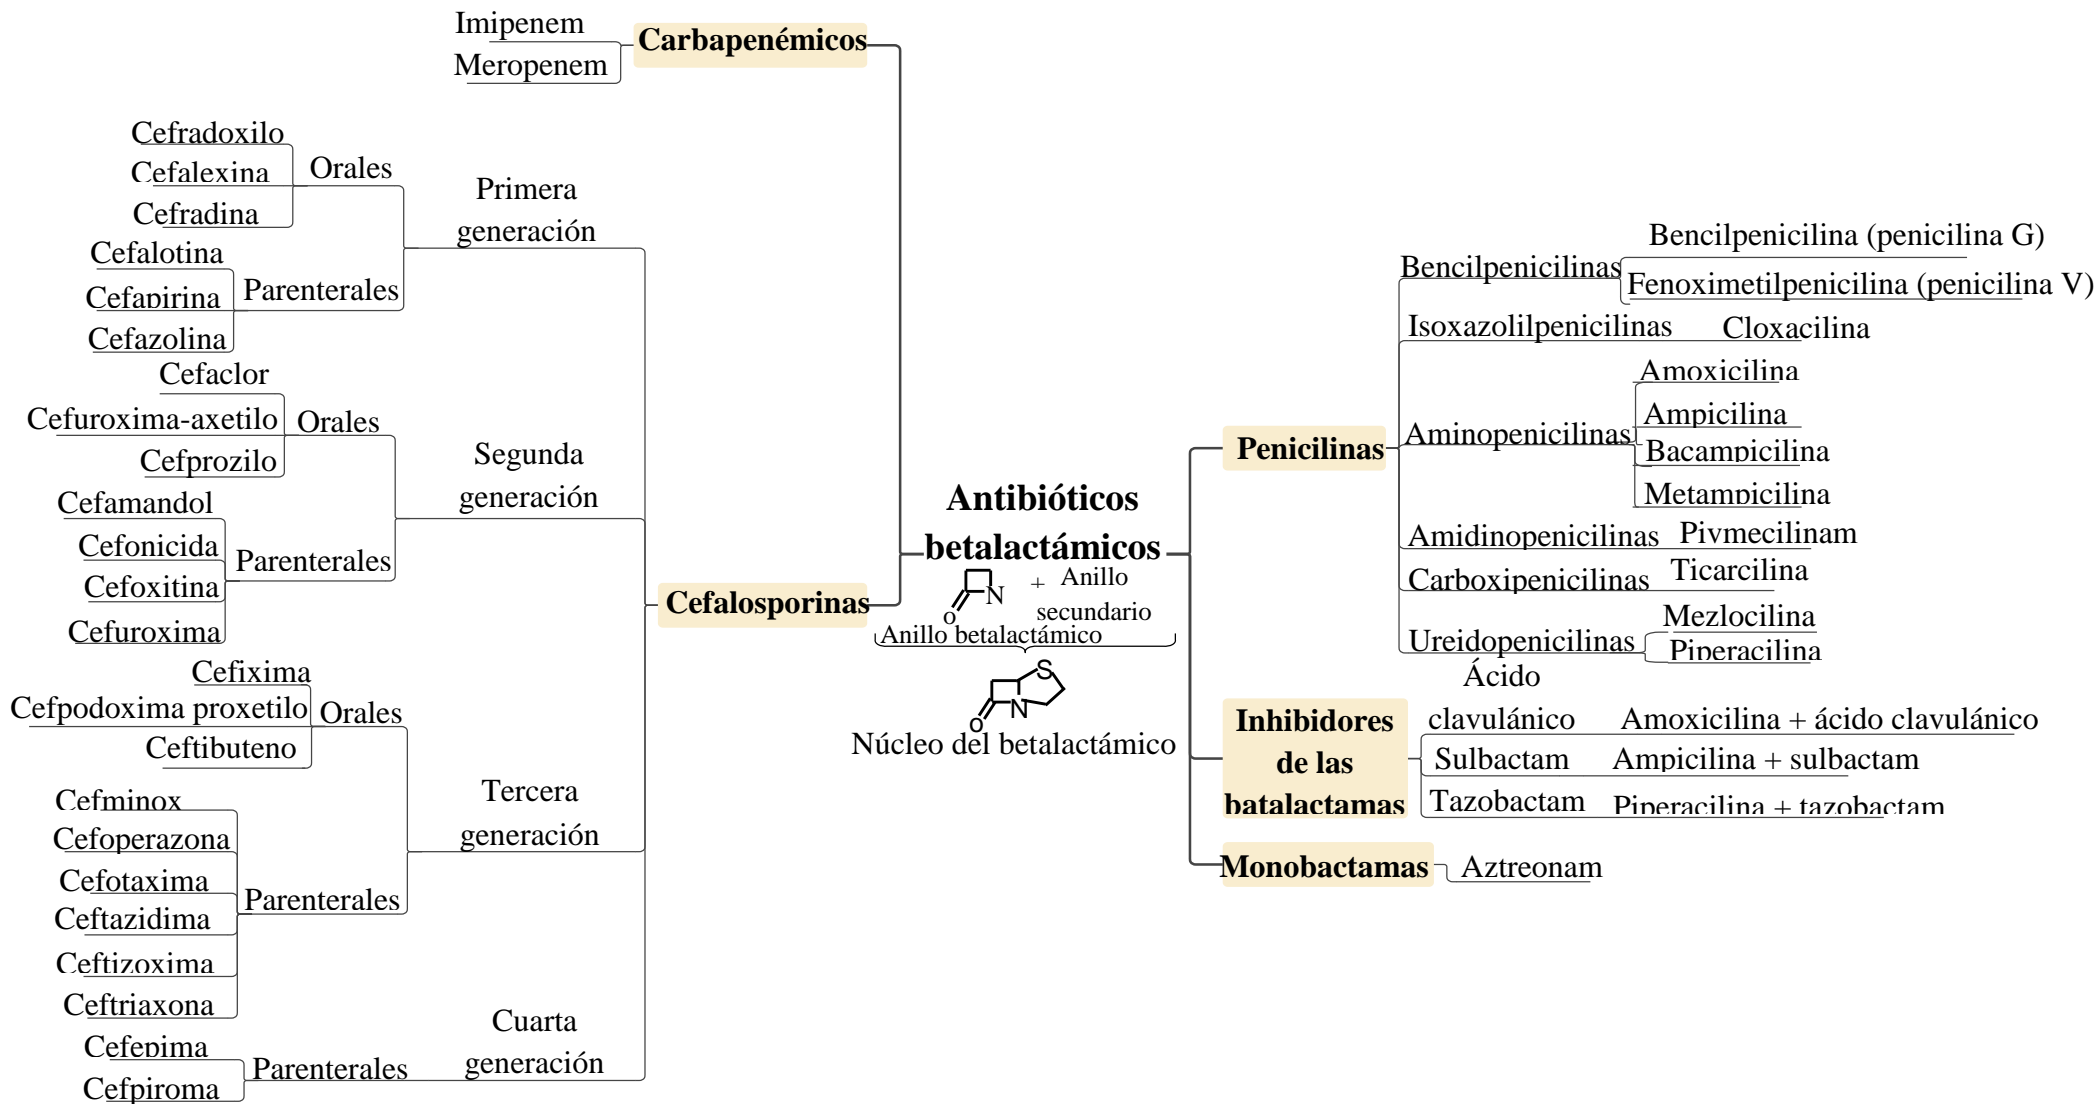 Imipenem
Meropenem
Carbapenémicos
Cefradoxilo
Cefalexina
Cefradina
Orales
Cefalotina
Cefapirina
Cefazolina
Parenterales
Primera
generación
Cefaclor
Cefuroxima-axetilo
Cefprozilo
Orales
Cefamandol
Cefonicida
Cefoxitina
Cefuroxima
Parenterales
Segunda
generación
Cefixima
Cefpodoxima proxetilo
Ceftibuteno
Orales
Cefminox
Cefoperazona
Cefotaxima
Ceftazidima
Ceftizoxima
Ceftriaxona
Parenterales
Tercera
generación
Cefepima
Cefpiroma
Parenterales
Cuarta
generación
Cefalosporinas
Antibióticos
betalactámicos
N
O
+ Anillo
secundario
Anillo betalactámico
S
N
O
Núcleo del betalactámico
Penicilinas
Bencilpenicilinas
Bencilpenicilina (penicilina G)
Fenoximetilpenicilina (penicilina V)
Isoxazolilpenicilinas Cloxacilina
Aminopenicilinas
Amoxicilina
Ampicilina
Bacampicilina
Metampicilina
Amidinopenicilinas Pivmecilinam
Carboxipenicilinas Ticarcilina
Ureidopenicilinas
Mezlocilina
Piperacilina
Inhibidores
de las
batalactamas
Ácido
clavulánico Amoxicilina + ácido clavulánico
Sulbactam Ampicilina + sulbactam
Tazobactam Piperacilina + tazobactam
Monobactamas Aztreonam